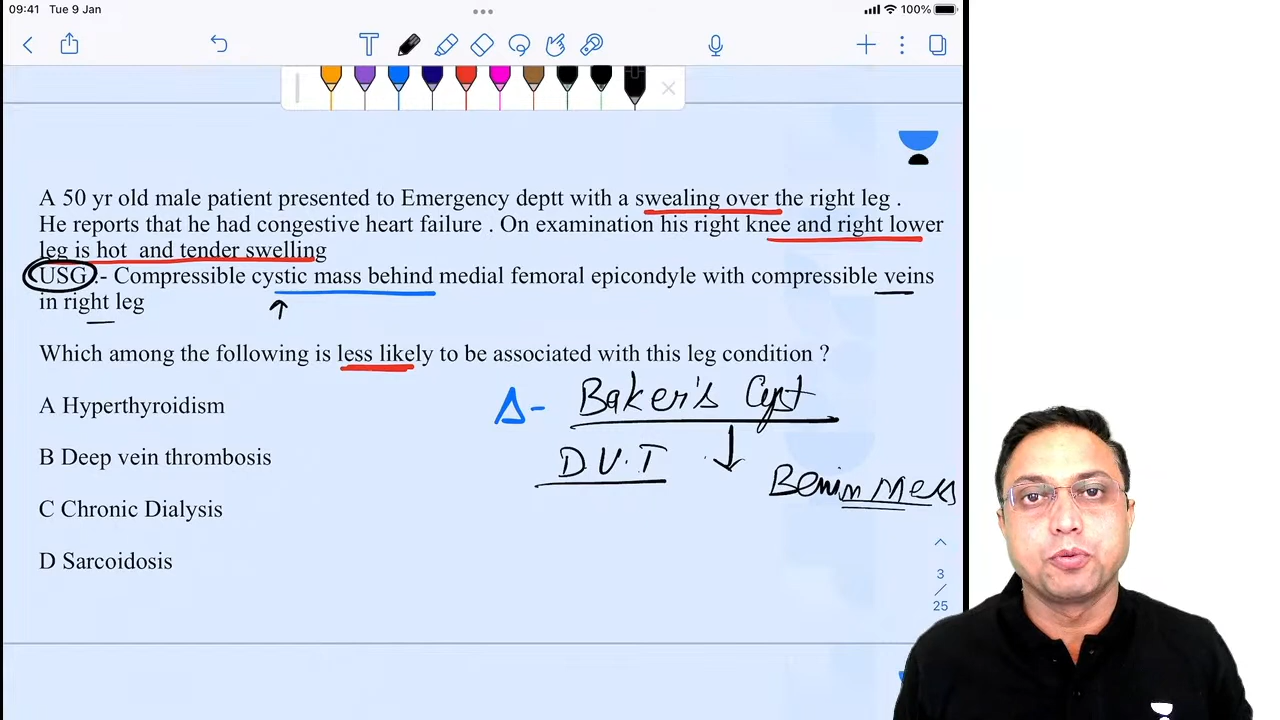 09:41 Tue 9 Jan
100%
T
A 50 yr old male patient presented to Emergency deptt with a swealing over the right leg .
He reports that he had congestive heart failure . On examination his right knee and right lower
leg is hot and tender swelling
USG .- Compressible cystic mass behind medial femoral epicondyle with compressible veins
in right leg
Which among the following is less likely to be associated with this leg condition ?
A Hyperthyroidism
Δ- Baker's Cyst
B Deep vein thrombosis
D.V.T
C Chronic Dialysis
D Sarcoidosis
3
/
25